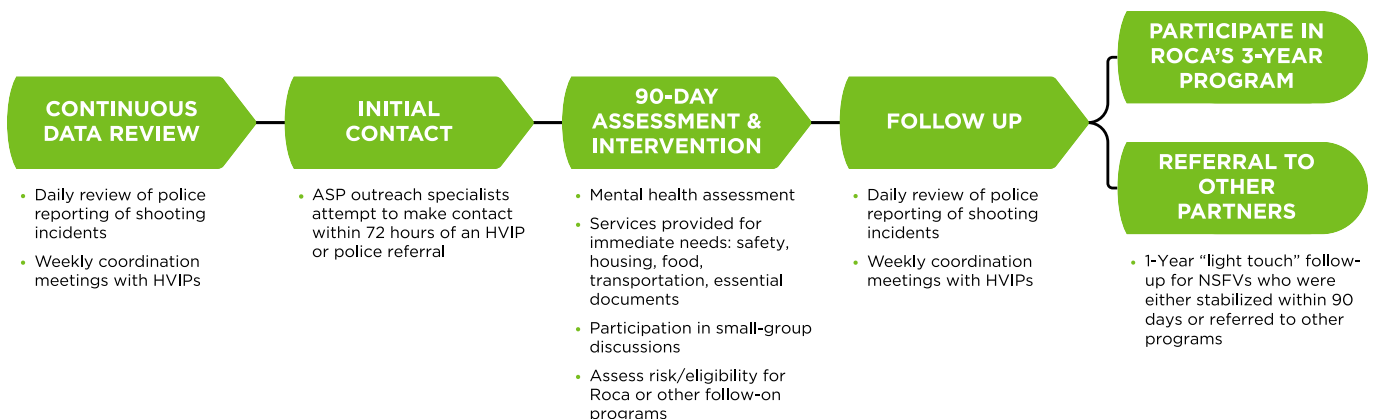 CONTINUOUS
DATA REVIEW
• Daily review of police
reporting of shooting
incidents
• Weekly coordination
meetings with HVIPs
INITIAL
CONTACT
• ASP outreach specialists
attempt to make contact
within 72 hours of an HVIP
or police referral
90-DAY
ASSESSMENT &
INTERVENTION
• Mental health assessment
• Services provided for
immediate needs: safety,
housing, food,
transportation, essential
documents
• Participation in small-group
discussions
• Assess risk/eligibility for
Roca or other follow-on
programs
FOLLOW UP
• Daily review of police
reporting of shooting
incidents
• Weekly coordination
meetings with HVIPs
PARTICIPATE IN
ROCA'S 3-YEAR
PROGRAM
REFERRAL TO
OTHER
PARTNERS
• 1-Year “light touch” follow-
up for NSFVs who were
either stabilized within 90
days or referred to other
programs